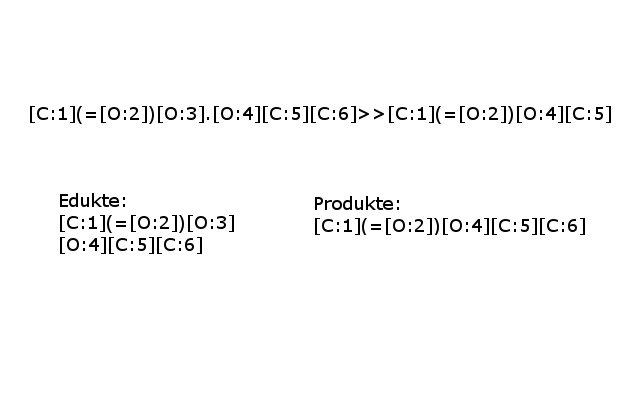 [C:1](=[O:2])[O:3].[O:4][C:5][C:6]>>[C:1](=[O:2])[O:4][C:5]
Edukte:
[C:1](=[O:2])[O:3]
[O:4][C:5][C:6]
Produkte:
[C:1](=[O:2])[O:4][C:5][C:6]